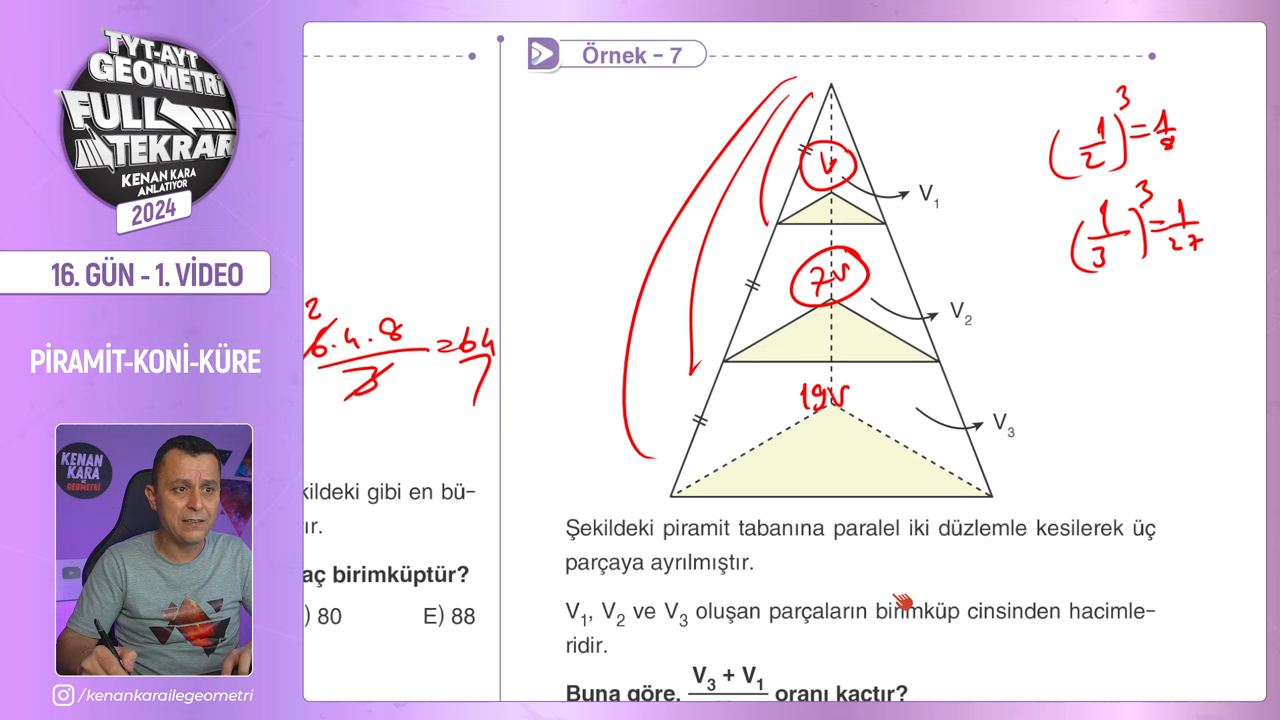 TYT-AYT
GEOMETRİ
FULL
TEKRAR
KENAN KARA
ANLATIYOR
2024
16. GÜN - 1. VİDEO
PİRAMİT-KONİ-KÜRE
KENAN
KARA
GEOMETRİ
/kenankarailegeometri
2
6.4.8
=64
3
kildeki gibi en bü-
ır.
aç birimküptür?
) 80 E) 88
Örnek - 7
V
V1
7V
V2
19V
V3
(1/2)^3=1/8
(1/3)^3=1/27
Şekildeki piramit tabanına paralel iki düzlemle kesilerek üç
parçaya ayrılmıştır.
V1, V2 ve V3 oluşan parçaların birimküp cinsinden hacimle-
ridir.
V3 + V1
Buna göre, oranı kaçtır?